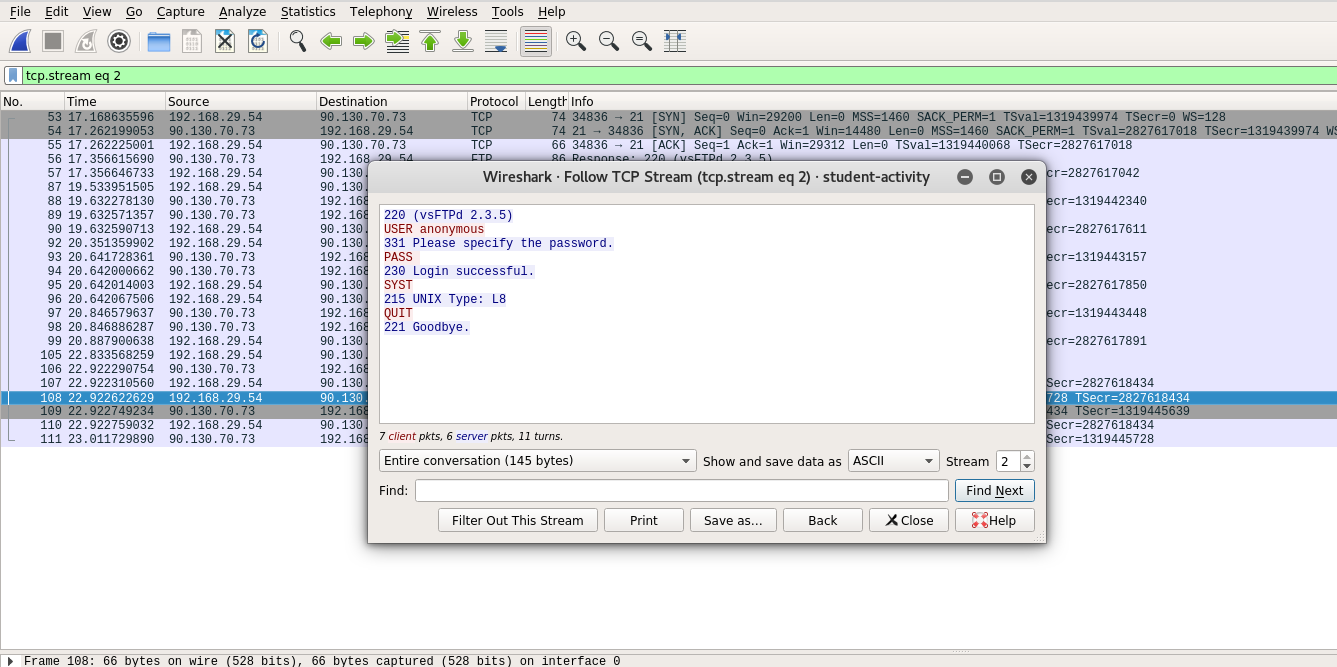 File Edit View Go Capture Analyze Statistics Telephony Wireless Tools Help
tcp.stream eq 2
No. Time Source Destination Protocol Length Info
53 17.168635596 192.168.29.54 90.130.70.73 TCP 74 34836 → 21 [SYN] Seq=0 Win=29200 Len=0 MSS=1460 SACK_PERM=1 TSval=1319439974 TSecr=0 WS=128
54 17.262199053 90.130.70.73 192.168.29.54 TCP 74 21 → 34836 [SYN, ACK] Seq=0 Ack=1 Win=14480 Len=0 MSS=1460 SACK_PERM=1 TSval=2827617018 TSecr=1319439974 WS
55 17.262225001 192.168.29.54 90.130.70.73 TCP 66 34836 → 21 [ACK] Seq=1 Ack=1 Win=29312 Len=0 TSval=1319440068 TSecr=2827617018
56 17.356615690 90.130.70.73 192.168.29.54 FTP 86 Response: 220 (vsFTPd 2.3.5)
57 17.356646733 192.168.29.54 90.130. ecr=2827617042
87 19.533951505 192.168.29.54 90.130.
88 19.632278130 90.130.70.73 192.168 ecr=1319442340
89 19.632571357 90.130.70.73 192.168
90 19.632590713 192.168.29.54 90.130. ecr=2827617611
92 20.351359902 192.168.29.54 90.130.
93 20.641728361 90.130.70.73 192.168 ecr=1319443157
94 20.642000662 90.130.70.73 192.168
95 20.642014003 192.168.29.54 90.130. ecr=2827617850
96 20.642067506 192.168.29.54 90.130.
97 20.846579637 90.130.70.73 192.168 ecr=1319443448
98 20.846886287 90.130.70.73 192.168
99 20.887900638 192.168.29.54 90.130. ecr=2827617891
105 22.833568259 192.168.29.54 90.130.
106 22.922290754 90.130.70.73 192.168
107 22.922310560 192.168.29.54 90.130. Secr=2827618434
108 22.922622629 192.168.29.54 90.130. 728 TSecr=2827618434
109 22.922749234 90.130.70.73 192.168 434 TSecr=1319445639
110 22.922759032 192.168.29.54 90.130. Secr=2827618434
111 23.011729890 90.130.70.73 192.168 Secr=1319445728
Wireshark · Follow TCP Stream (tcp.stream eq 2) · student-activity
220 (vsFTPd 2.3.5)
USER anonymous
331 Please specify the password.
PASS
230 Login successful.
SYST
215 UNIX Type: L8
QUIT
221 Goodbye.
7 client pkts, 6 server pkts, 11 turns.
Entire conversation (145 bytes) Show and save data as ASCII Stream 2
Find: Find Next
Filter Out This Stream Print Save as... Back Close Help
Frame 108: 66 bytes on wire (528 bits), 66 bytes captured (528 bits) on interface 0